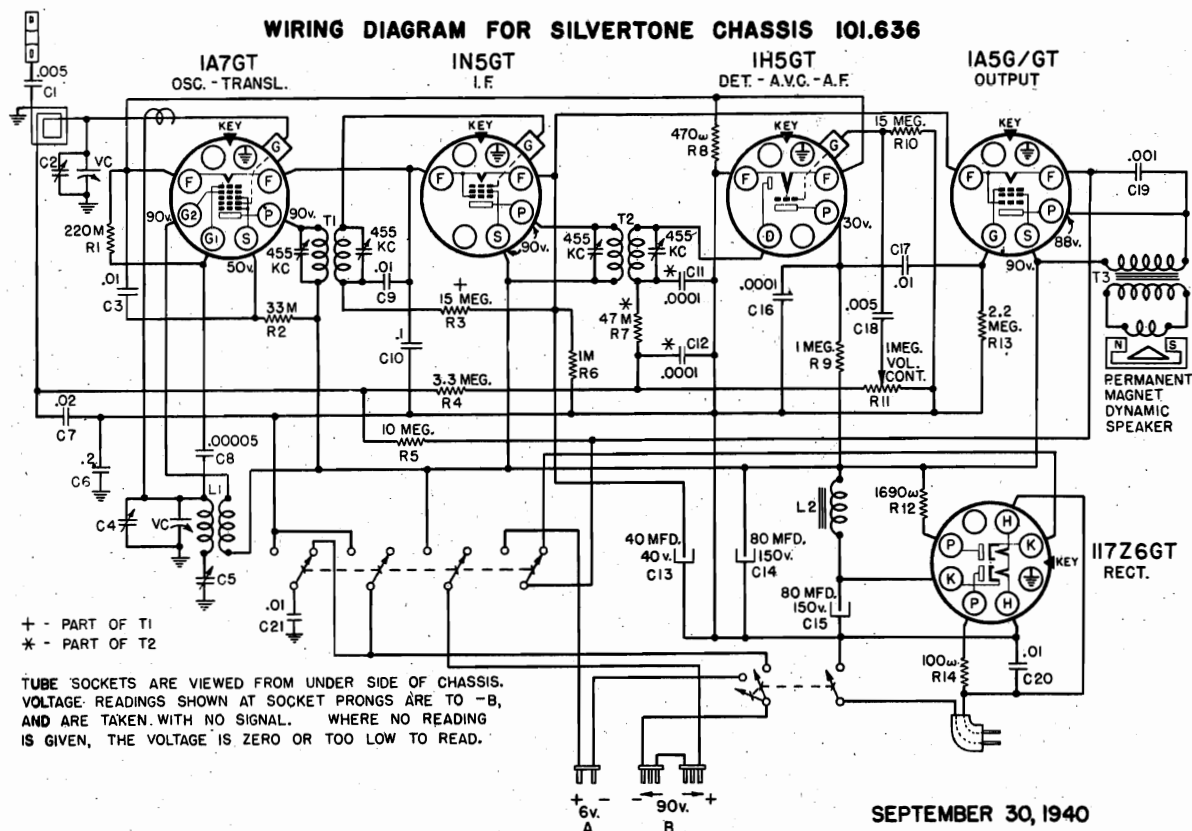 WIRING DIAGRAM FOR SILVERTONE CHASSIS 101.636
1A7GT
OSC. - TRANSL.
1N5GT
I.F.
1H5GT
DET. - A.V.C. - A.F.
1A5G/GT
OUTPUT
.005
C1
C2
VC
KEY
G
F
F
G2
P
G1
S
90v.
90v.
50v.
220M
R1
.01
C3
33M
R2
455
KC
T1
455
KC
.01
C9
+
15 MEG.
R3
.1
C10
KEY
G
F
F
P
S
90v.
455
KC
T2
455
KC
*
C11
.0001
*
47M
R7
*
C12
.0001
1M
R6
470ω
R8
KEY
G
F
F
P
D
30v.
15 MEG.
R10
.0001
C16
C17
.01
.005
C18
1 MEG.
R9
1 MEG.
VOL.
CONT.
R11
KEY
F
F
P
G
S
88v.
90v.
.001
C19
T3
2.2
MEG.
R13
N
S
PERMANENT
MAGNET
DYNAMIC
SPEAKER
3.3 MEG.
R4
10 MEG.
R5
.02
C7
.2
C6
.00005
C8
L1
C4
VC
C5
.01
C21
40 MFD.
40v.
C13
80 MFD.
150v.
C14
L2
80 MFD.
150v.
C15
1690ω
R12
H
P
K
K
P
H
KEY
117Z6GT
RECT.
100ω
R14
.01
C20
+ - PART OF T1
* - PART OF T2
TUBE SOCKETS ARE VIEWED FROM UNDER SIDE OF CHASSIS.
VOLTAGE READINGS SHOWN AT SOCKET PRONGS ARE TO -B,
AND ARE TAKEN WITH NO SIGNAL. WHERE NO READING
IS GIVEN, THE VOLTAGE IS ZERO OR TOO LOW TO READ.
+ -
6v.
A
- 90v. +
B
SEPTEMBER 30, 1940